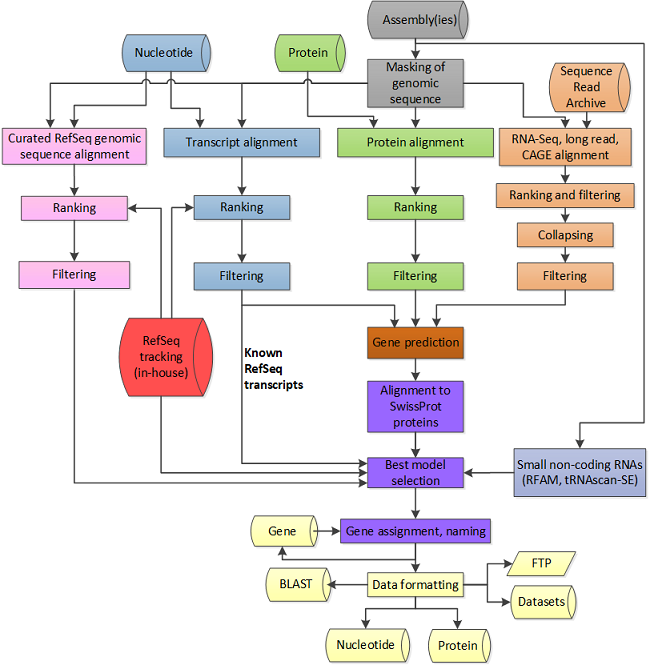 Assembly(ies)
Nucleotide
Protein
Masking of
genomic
sequence
Sequence
Read
Archive
Curated RefSeq genomic
sequence alignment
Transcript alignment
Protein alignment
RNA-Seq, long read,
CAGE alignment
Ranking
Ranking
Ranking
Ranking and filtering
Collapsing
Filtering
Filtering
Filtering
Filtering
RefSeq
tracking
(in-house)
Known
RefSeq
transcripts
Gene prediction
Alignment to
SwissProt
proteins
Best model
selection
Small non-coding RNAs
(RFAM, tRNAscan-SE)
Gene
Gene assignment, naming
BLAST
Data formatting
FTP
Datasets
Nucleotide
Protein